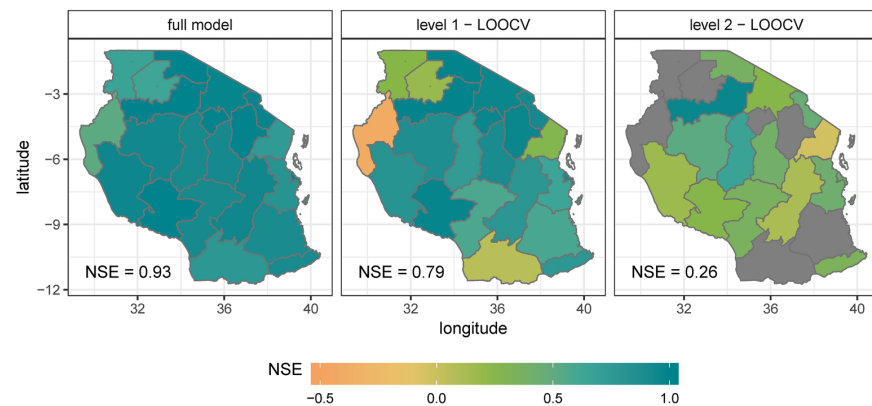 full model
level 1 − LOOCV
level 2 − LOOCV
latitude
−3
−6
−9
−12
NSE = 0.93
NSE = 0.79
NSE = 0.26
32 36 40
32 36 40
32 36 40
longitude
NSE
−0.5 0.0 0.5 1.0